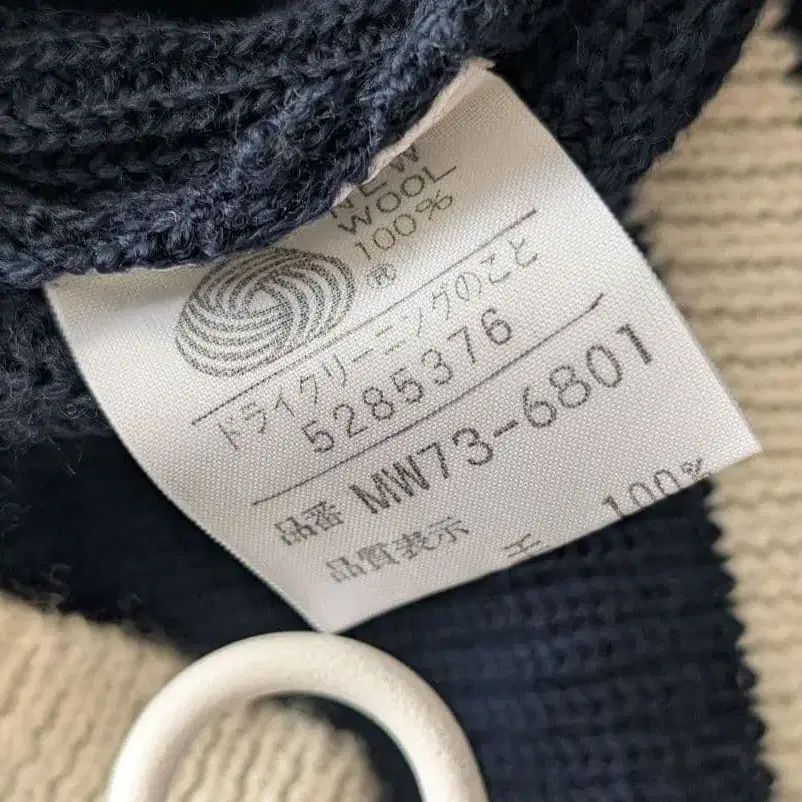 NEW
WOOL
100%
®
ドライクリーニングのこと
5285376
品番 MW73-6801
品質表示 100%